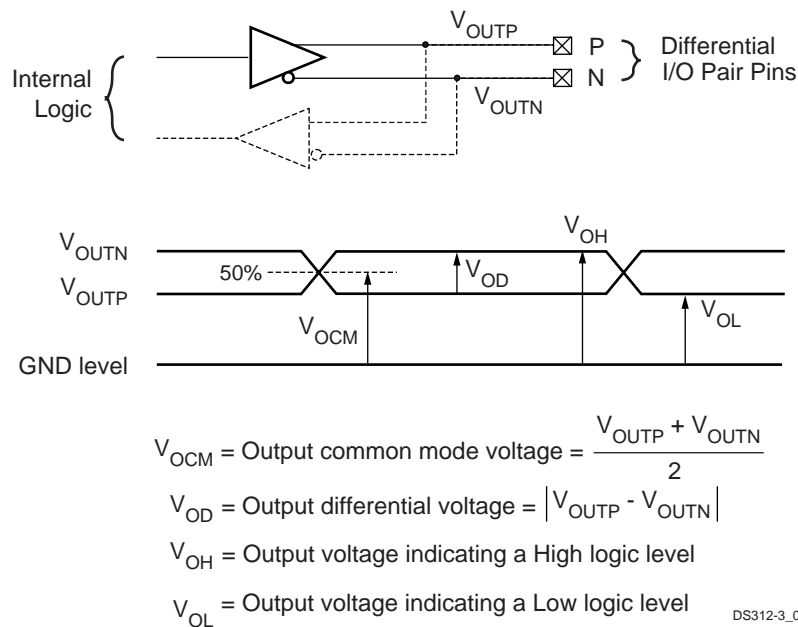 V_OUTP
P
N
Differential
I/O Pair Pins
Internal
Logic
V_OUTN
V_OUTN
V_OUTP
50%
V_OH
V_OD
V_OL
V_OCM
GND level
V_OCM = Output common mode voltage = (V_OUTP + V_OUTN) / 2
V_OD = Output differential voltage = |V_OUTP - V_OUTN|
V_OH = Output voltage indicating a High logic level
V_OL = Output voltage indicating a Low logic level
DS312-3_0